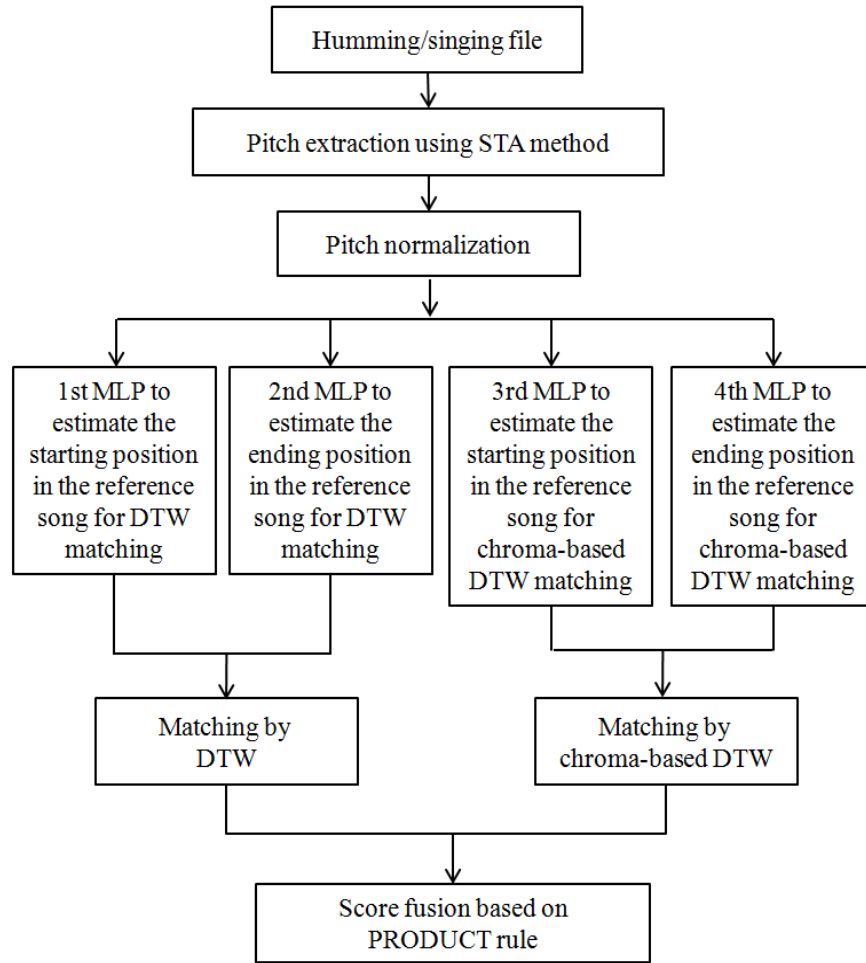 Humming/singing file
Pitch extraction using STA method
Pitch normalization
1st MLP to
estimate the
starting position
in the reference
song for DTW
matching
2nd MLP to
estimate the
ending position
in the reference
song for DTW
matching
3rd MLP to
estimate the
starting position
in the reference
song for
chroma-based
DTW matching
4th MLP to
estimate the
ending position
in the reference
song for
chroma-based
DTW matching
Matching by
DTW
Matching by
chroma-based DTW
Score fusion based on
PRODUCT rule